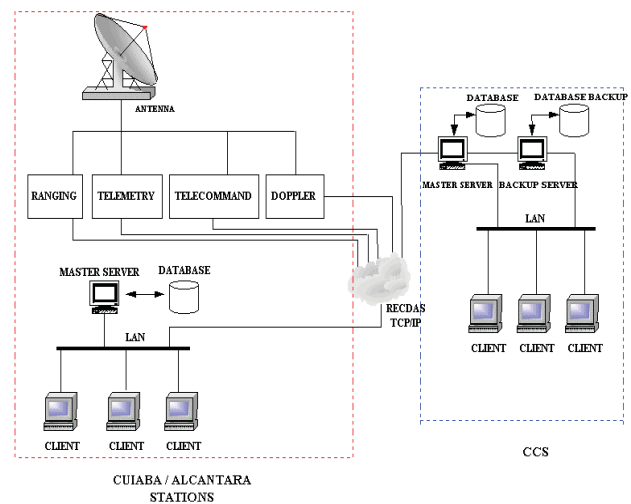 ANTENNA
RANGING
TELEMETRY
TELECOMMAND
DOPPLER
MASTER SERVER
DATABASE
LAN
CLIENT
CLIENT
CLIENT
CUIABA / ALCANTARA
STATIONS
RECDAS
TCP/IP
DATABASE
DATABASE BACKUP
MASTER SERVER
BACKUP SERVER
LAN
CLIENT
CLIENT
CLIENT
CCS